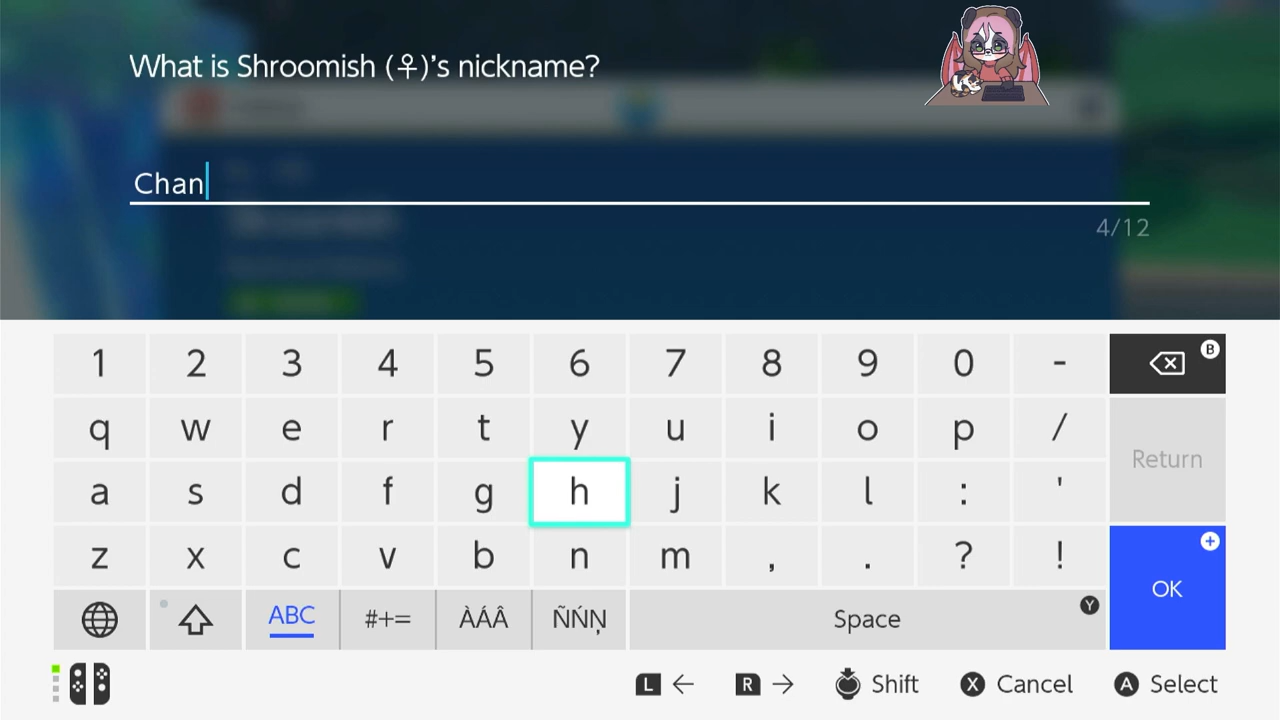 What is Shroomish (♀)'s nickname?
Chan
4/12
1 2 3 4 5 6 7 8 9 0 - B
q w e r t y u i o p / Return
a s d f g h j k l : '
z x c v b n m , . ? ! + OK
ABC #+= ÀÁÂ ÑŃŅ Space Y
L ← R → Shift X Cancel A Select